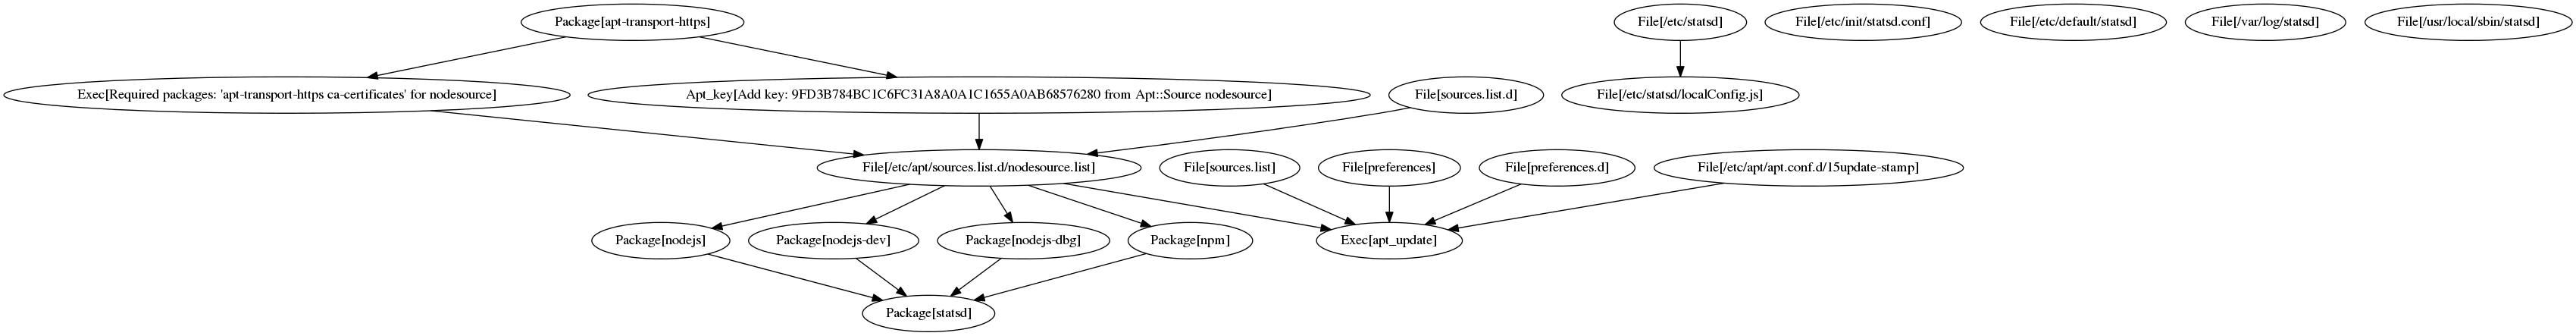 Package[apt-transport-https]
File[/etc/statsd]
File[/etc/init/statsd.conf]
File[/etc/default/statsd]
File[/var/log/statsd]
File[/usr/local/sbin/statsd]
Exec[Required packages: 'apt-transport-https ca-certificates' for nodesource]
Apt_key[Add key: 9FD3B784BC1C6FC31A8A0A1C1655A0AB68576280 from Apt::Source nodesource]
File[sources.list.d]
File[/etc/statsd/localConfig.js]
File[/etc/apt/sources.list.d/nodesource.list]
File[sources.list]
File[preferences]
File[preferences.d]
File[/etc/apt/apt.conf.d/15update-stamp]
Package[nodejs]
Package[nodejs-dev]
Package[nodejs-dbg]
Package[npm]
Exec[apt_update]
Package[statsd]